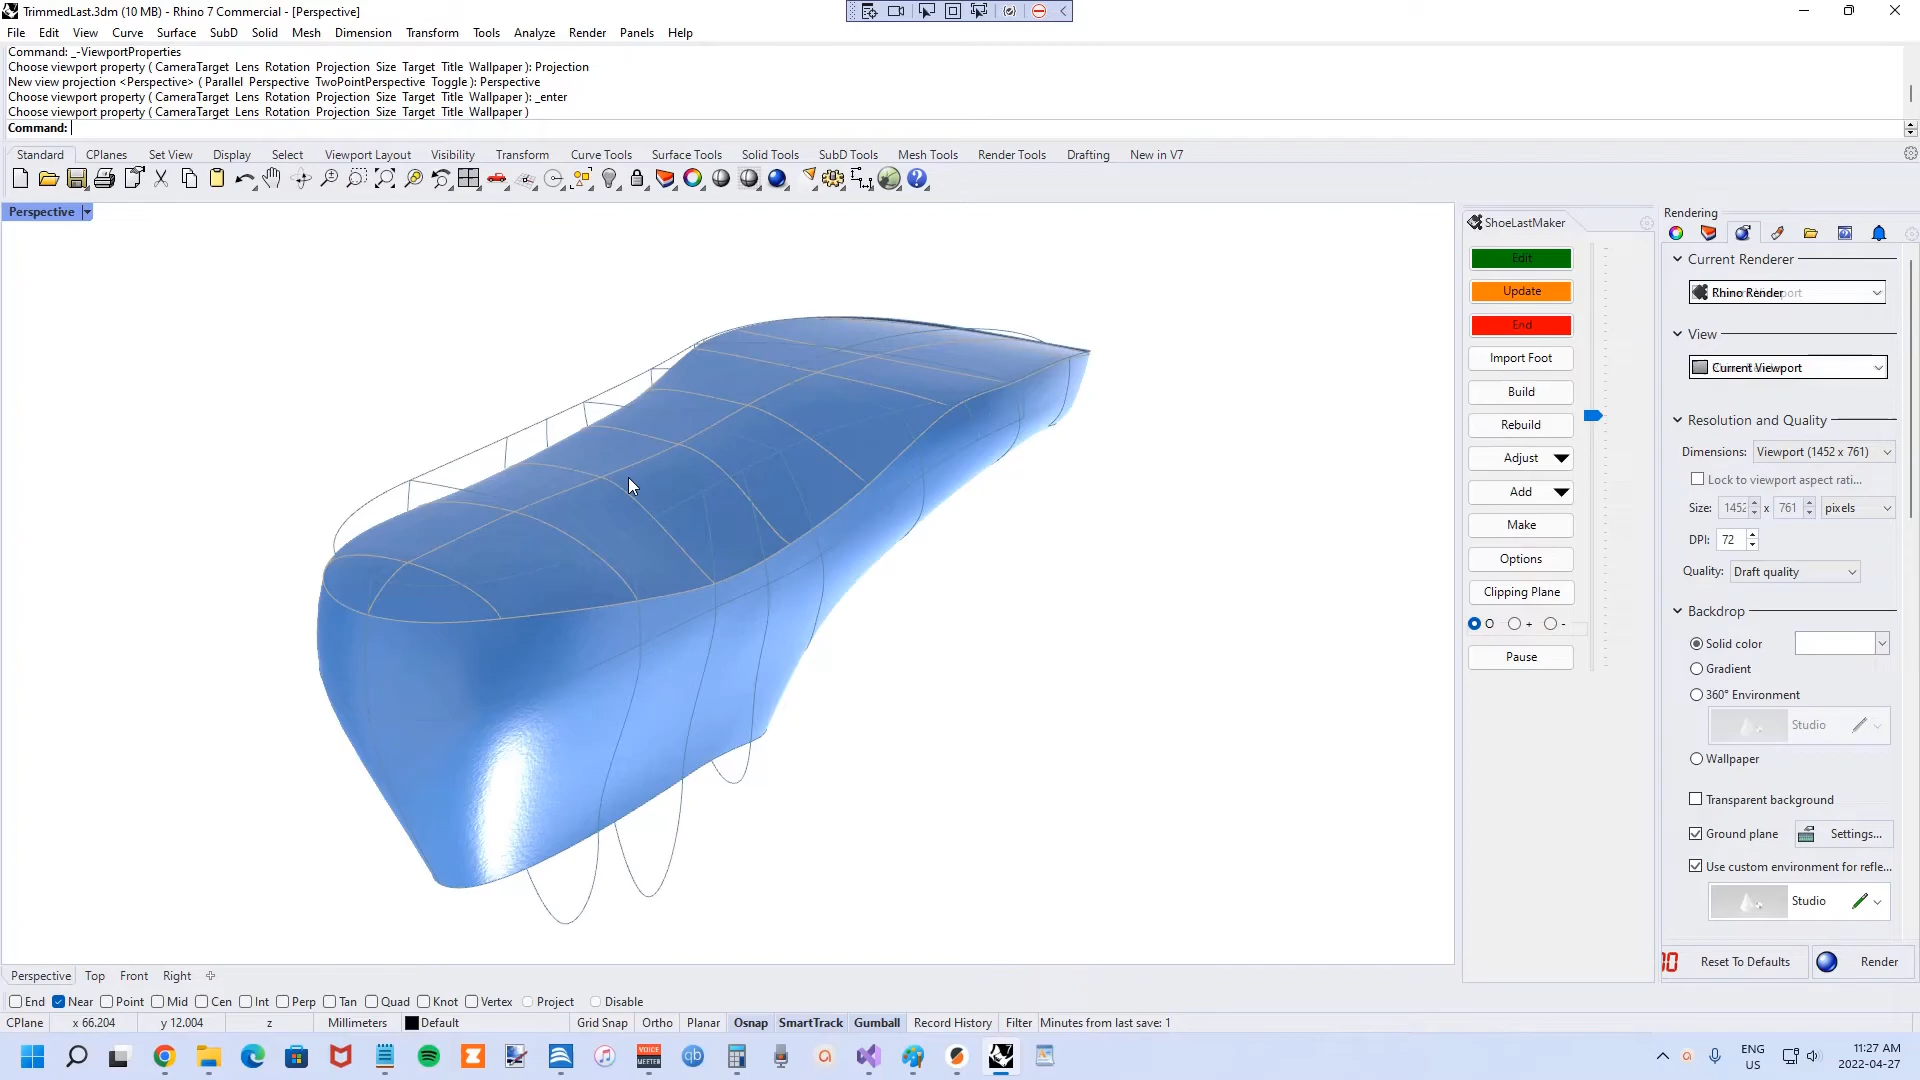 TrimmedLast.3dm (10 MB) - Rhino 7 Commercial - [Perspective]
File Edit View Curve Surface SubD Solid Mesh Dimension Transform Tools Analyze Render Panels Help
Command: _-ViewportProperties
Choose viewport property ( CameraTarget Lens Rotation Projection Size Target Title Wallpaper ): Projection
New view projection <Perspective> ( Parallel Perspective TwoPointPerspective Toggle ): Perspective
Choose viewport property ( CameraTarget Lens Rotation Projection Size Target Title Wallpaper ): _enter
Choose viewport property ( CameraTarget Lens Rotation Projection Size Target Title Wallpaper )
Command:
Standard CPlanes Set View Display Select Viewport Layout Visibility Transform Curve Tools Surface Tools Solid Tools SubD Tools Mesh Tools Render Tools Drafting New in V7
Perspective
ShoeLastMaker
Edit
Update
End
Import Foot
Build
Rebuild
Adjust
Add
Make
Options
Clipping Plane
O + -
Pause
Rendering
Current Renderer
Rhino Render
View
Current Viewport
Resolution and Quality
Dimensions: Viewport (1452 x 761)
Lock to viewport aspect rati...
Size: 1452 x 761 pixels
DPI: 72
Quality: Draft quality
Backdrop
Solid color
Gradient
360° Environment
Studio
Wallpaper
Transparent background
Ground plane Settings...
Use custom environment for refle...
Studio
Reset To Defaults Render
Perspective Top Front Right
End Near Point Mid Cen Int Perp Tan Quad Knot Vertex Project Disable
CPlane x 66.204 y 12.004 z Millimeters Default Grid Snap Ortho Planar Osnap SmartTrack Gumball Record History Filter Minutes from last save: 1
VOICE
MEETER
qb
ENG
US
11:27 AM
2022-04-27